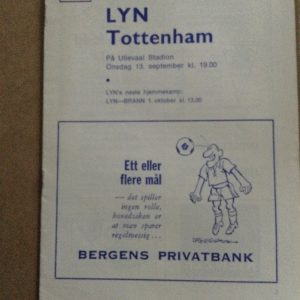 LYN
Tottenham
På Ullevaal Stadion
Onsdag 13. september kl. 19.00
LYN's neste hjemmekamp:
LYN—BRANN 1. oktober kl. 13.00
Ett eller
flere mål
— det spiller
ingen rolle,
hovedsaken er
at man sparer
regelmessig . . .
BERGENS PRIVATBANK